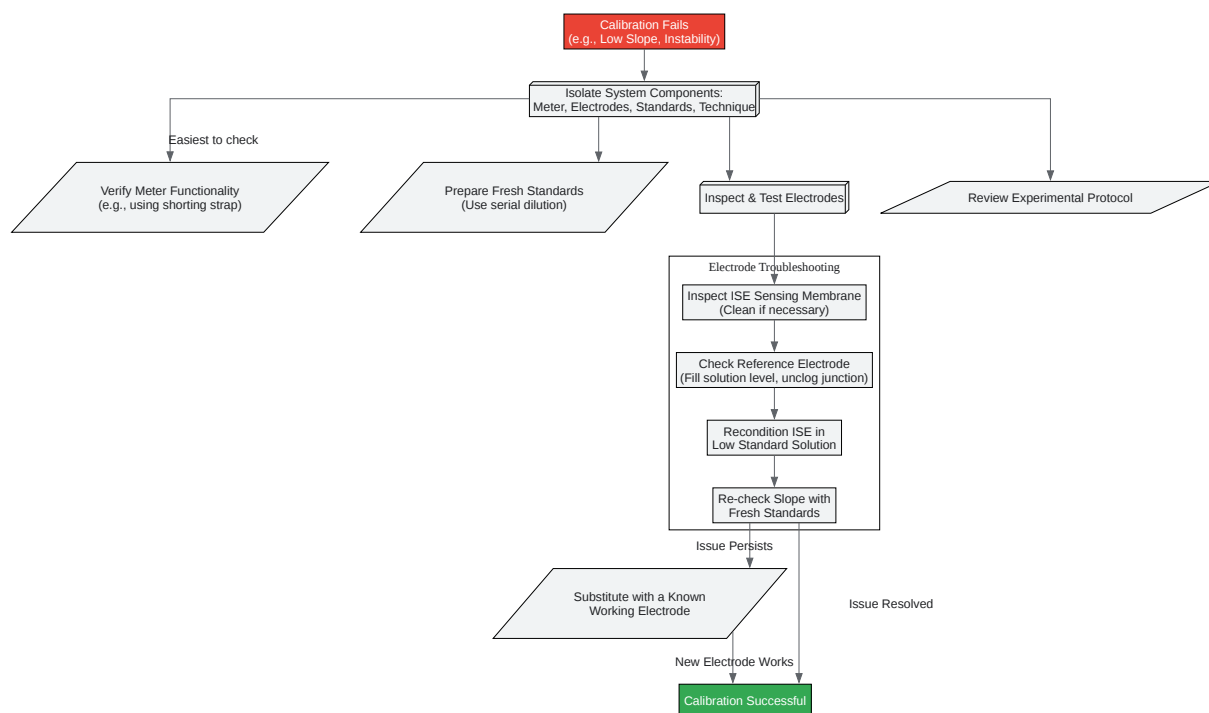 Calibration Fails
(e.g., Low Slope, Instability)
Isolate System Components:
Meter, Electrodes, Standards, Technique
Easiest to check
Verify Meter Functionality
(e.g., using shorting strap)
Prepare Fresh Standards
(Use serial dilution)
Inspect & Test Electrodes
Review Experimental Protocol
Electrode Troubleshooting
Inspect ISE Sensing Membrane
(Clean if necessary)
Check Reference Electrode
(Fill solution level, unclog junction)
Recondition ISE in
Low Standard Solution
Re-check Slope with
Fresh Standards
Issue Persists
Substitute with a Known
Working Electrode
Issue Resolved
New Electrode Works
Calibration Successful